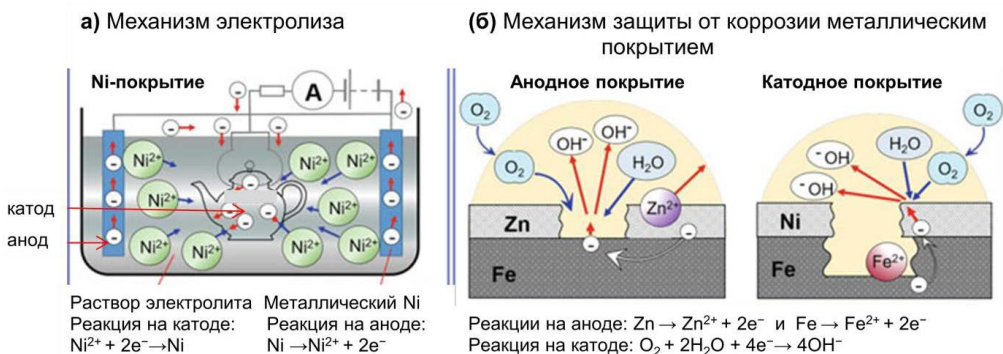 а) Механизм электролиза
(б) Механизм защиты от коррозии металлическим
покрытием
Ni-покрытие
A
Ni²⁺
Ni²⁺
Ni²⁺
Ni²⁺
Ni²⁺
Ni²⁺
Ni²⁺
Ni²⁺
Ni²⁺
Ni²⁺
катод
анод
Раствор электролита
Реакция на катоде:
Ni²⁺ + 2e⁻→Ni
Металлический Ni
Реакция на аноде:
Ni →Ni²⁺ + 2e⁻
Анодное покрытие
O₂
O₂
OH⁻
OH⁻
H₂O
Zn
Zn²⁺
Fe
Катодное покрытие
O₂
H₂O
O₂
⁻OH
⁻OH
Ni
Fe
Fe²⁺
Реакции на аноде: Zn → Zn²⁺ + 2e⁻ и Fe → Fe²⁺ + 2e⁻
Реакция на катоде: O₂ + 2H₂O + 4e⁻ → 4OH⁻